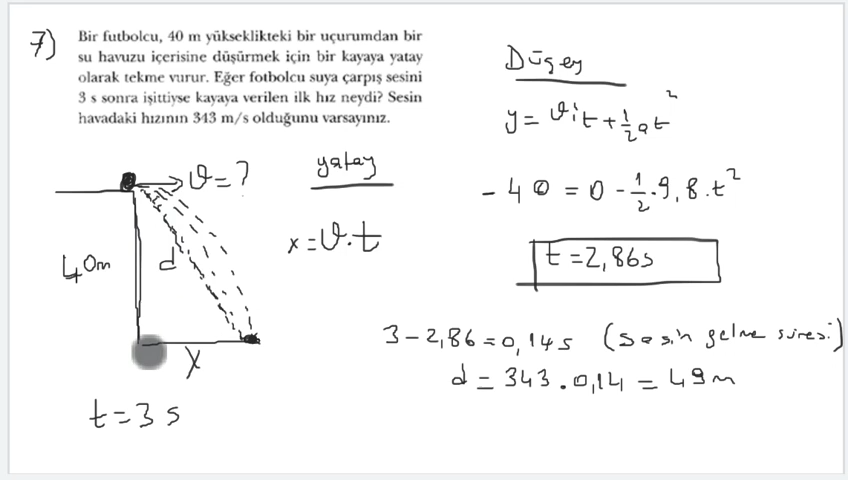 7)
Bir futbolcu, 40 m yükseklikteki bir uçurumdan bir
su havuzu içerisine düşürmek için bir kayaya yatay
olarak tekme vurur. Eğer fotbolcu suya çarpış sesini
3 s sonra işittiyse kayaya verilen ilk hız neydi? Sesin
havadaki hızının 343 m/s olduğunu varsayınız.
ϑ=?
40m
d
x
t=3 s
yatay
x=ϑ.t
Düşey
y=ϑit+1/2at²
-40=0-1/2.9,8.t²
t=2,86s
3-2,86=0,14s (sesin gelme süresi)
d=343.0,14=49m